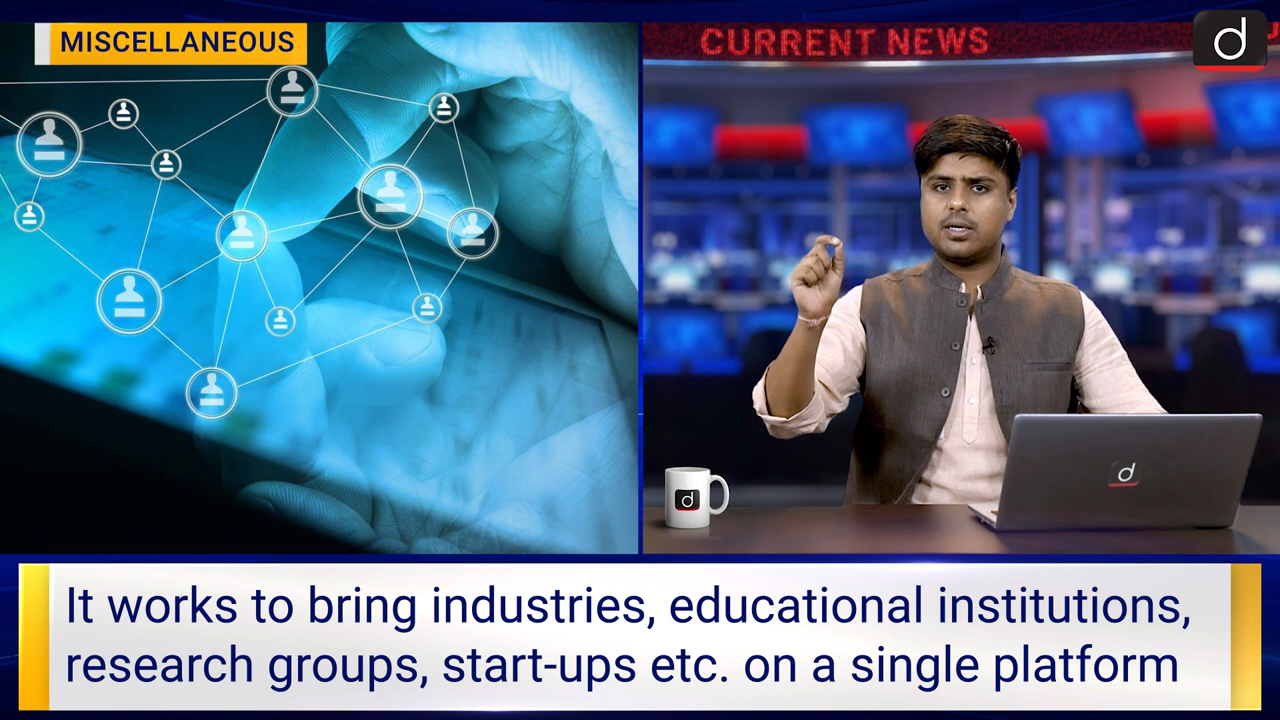 MISCELLANEOUS
CURRENT NEWS
d
d
d
It works to bring industries, educational institutions,
research groups, start-ups etc. on a single platform